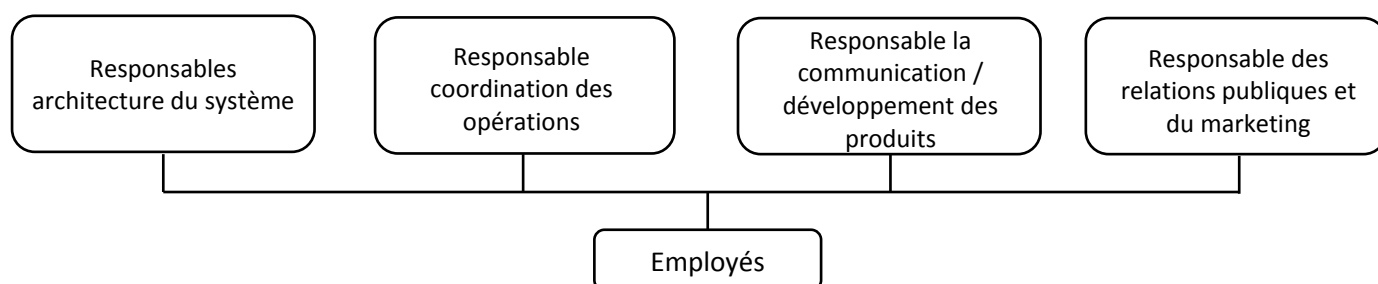 Responsables
architecture du système
Responsable
coordination des
opérations
Responsable la
communication /
développement des
produits
Responsable des
relations publiques et
du marketing
Employés